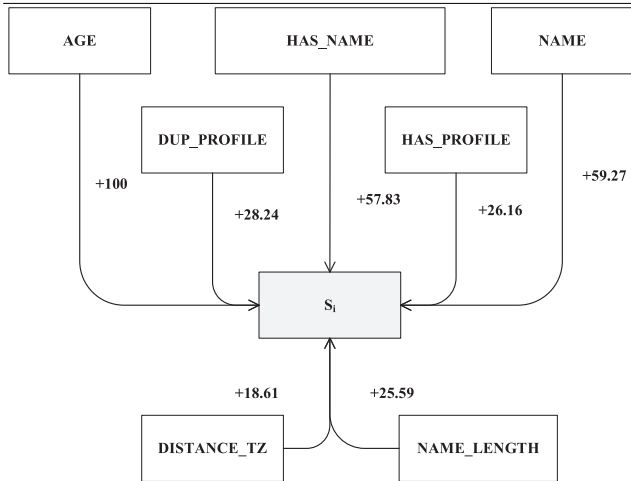 AGE
HAS_NAME
NAME
DUP_PROFILE
HAS_PROFILE
+100
+28.24
+57.83
+26.16
+59.27
Si
+18.61
+25.59
DISTANCE_TZ
NAME_LENGTH